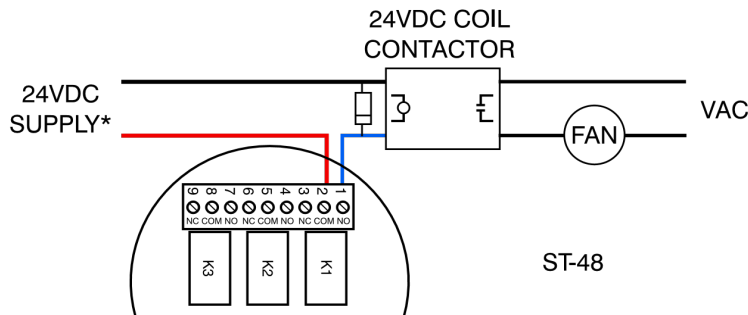 24VDC COIL
CONTACTOR
24VDC
SUPPLY*
VAC
FAN
9 8 7 6 5 4 3 2 1
NC COM NO NC COM NO NC COM NO
K3 K2 K1
ST-48